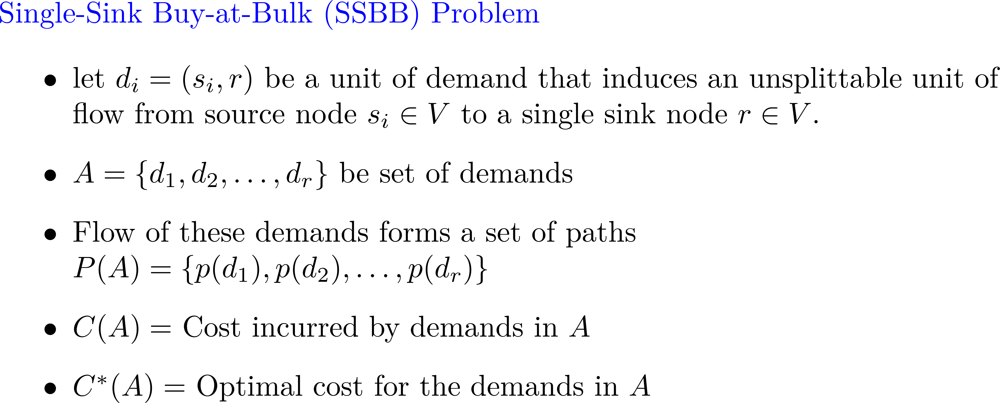 Single-Sink Buy-at-Bulk (SSBB) Problem
• let $d_i = (s_i, r)$ be a unit of demand that induces an unsplittable unit of
flow from source node $s_i \in V$ to a single sink node $r \in V$.
• $A = \{d_1, d_2, \ldots, d_r\}$ be set of demands
• Flow of these demands forms a set of paths
$P(A) = \{p(d_1), p(d_2), \ldots, p(d_r)\}$
• $C(A)$ = Cost incurred by demands in $A$
• $C^*(A)$ = Optimal cost for the demands in $A$